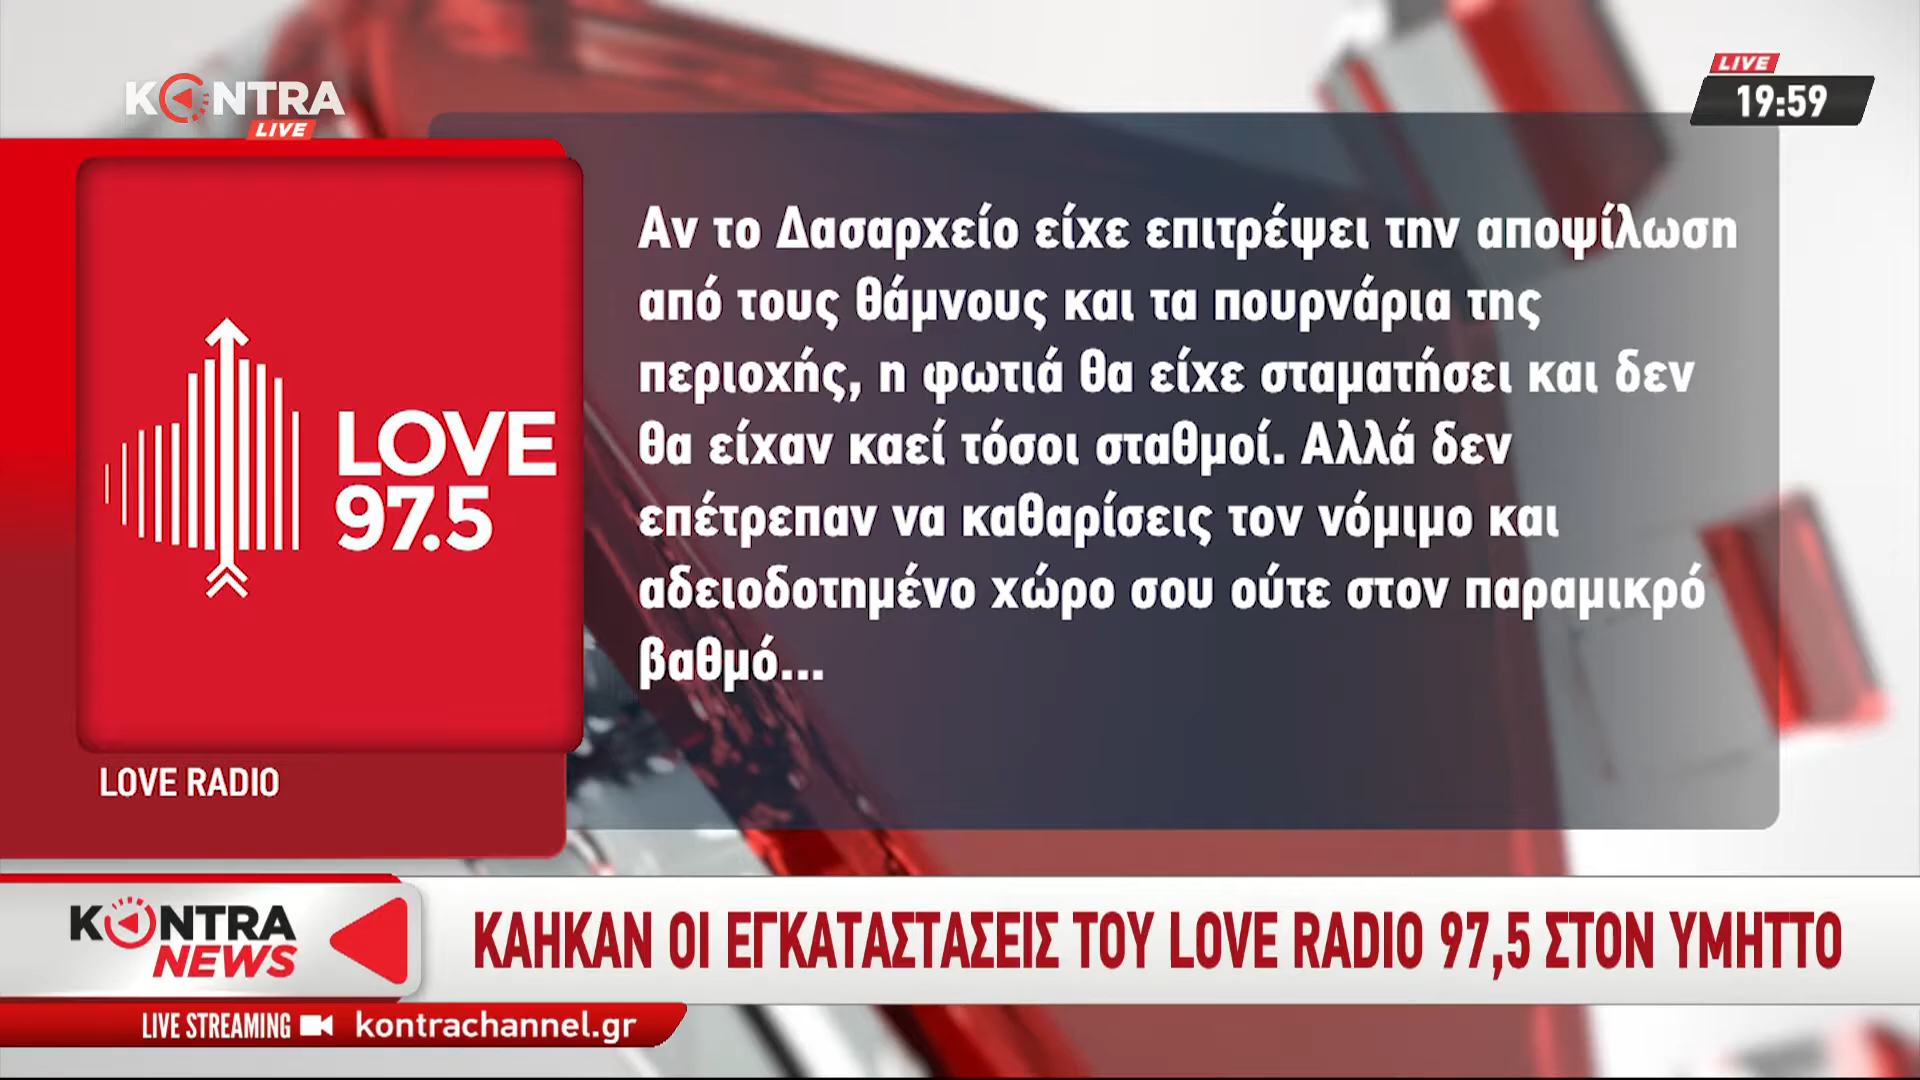 KONTRA
LIVE
LIVE
19:59
Αν το Δασαρχείο είχε επιτρέψει την αποψίλωση
από τους θάμνους και τα πουρνάρια της
περιοχής, η φωτιά θα είχε σταματήσει και δεν
θα είχαν καεί τόσοι σταθμοί. Αλλά δεν
επέτρεπαν να καθαρίσεις τον νόμιμο και
αδειοδοτημένο χώρο σου ούτε στον παραμικρό
βαθμό...
LOVE
97.5
LOVE RADIO
KONTRA
NEWS
ΚΑΗΚΑΝ ΟΙ ΕΓΚΑΤΑΣΤΑΣΕΙΣ ΤΟΥ LOVE RADIO 97,5 ΣΤΟΝ ΥΜΗΤΤΟ
LIVE STREAMING kontrachannel.gr